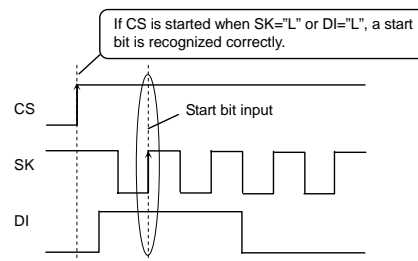 If CS is started when SK=”L” or DI=”L”, a start
bit is recognized correctly.
CS
Start bit input
SK
DI